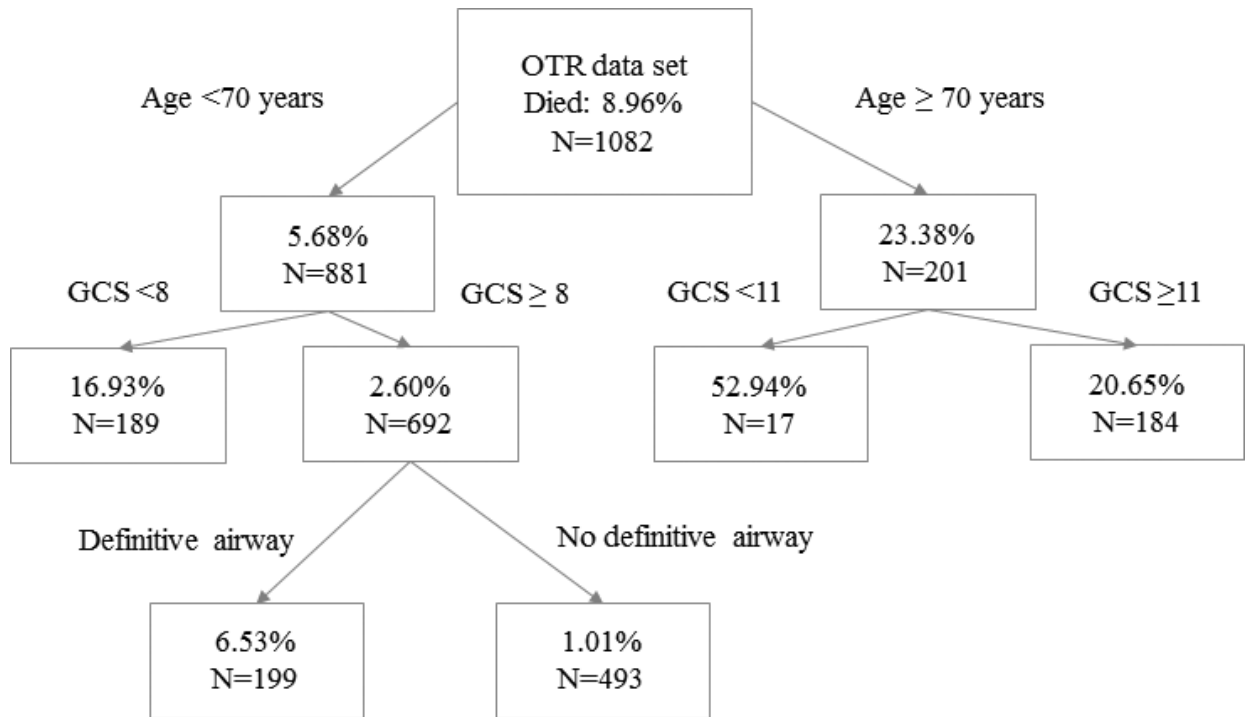 OTR data set
Died: 8.96%
N=1082
Age <70 years
Age ≥ 70 years
5.68%
N=881
23.38%
N=201
GCS <8
GCS ≥ 8
GCS <11
GCS ≥11
16.93%
N=189
2.60%
N=692
52.94%
N=17
20.65%
N=184
Definitive airway
No definitive airway
6.53%
N=199
1.01%
N=493